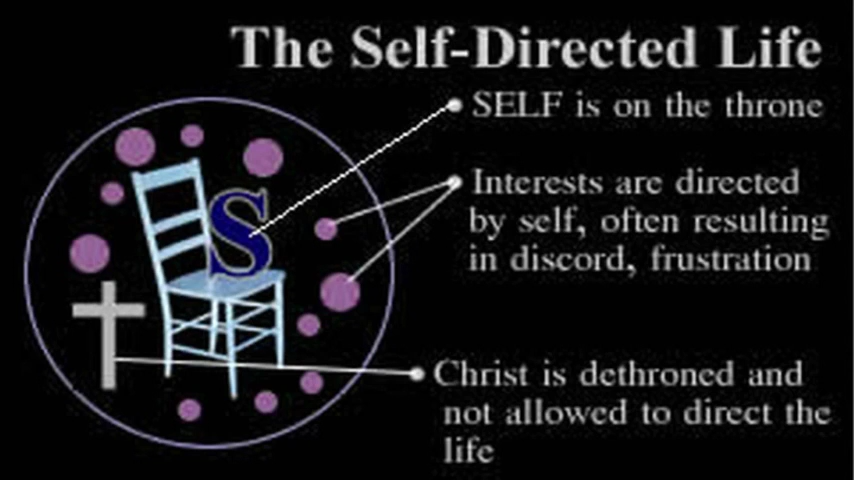 The Self-Directed Life
SELF is on the throne
Interests are directed
by self, often resulting
in discord, frustration
S
Christ is dethroned and
not allowed to direct the
life